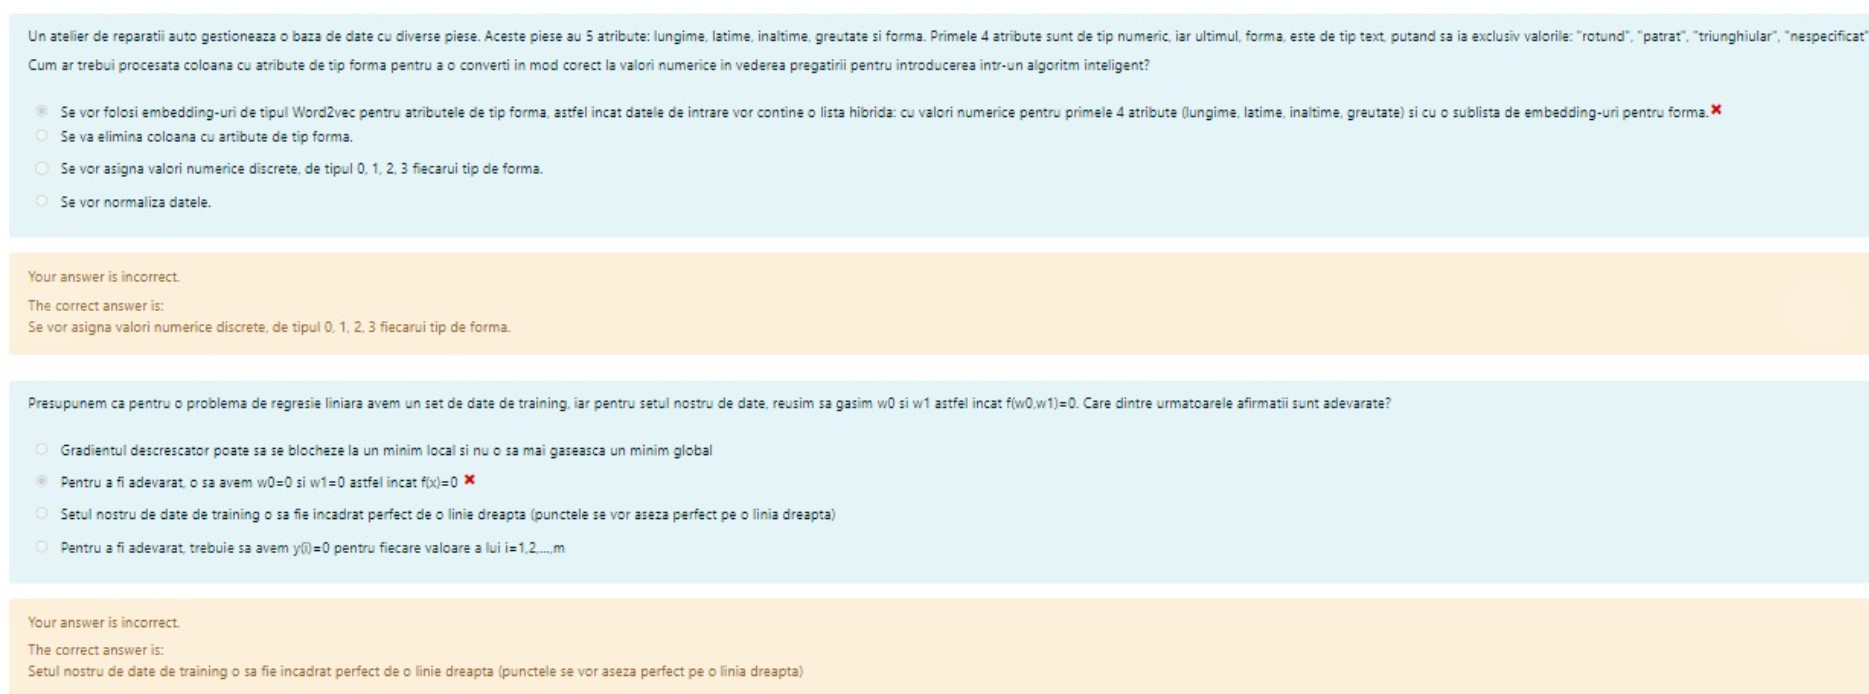 Un atelier de reparatii auto gestioneaza o baza de date cu diverse piese. Aceste piese au 5 atribute: lungime, latime, inaltime, greutate si forma. Primele 4 atribute sunt de tip numeric, iar ultimul, forma, este de tip text, putand sa ia exclusiv valorile: "rotund", "patrat", "triunghiular", "nespecificat"
Cum ar trebui procesata coloana cu atribute de tip forma pentru a o converti in mod corect la valori numerice in vederea pregatirii pentru introducerea intr-un algoritm inteligent?
Se vor folosi embedding-uri de tipul Word2vec pentru atributele de tip forma, astfel incat datele de intrare vor contine o lista hibrida: cu valori numerice pentru primele 4 atribute (lungime, latime, inaltime, greutate) si cu o sublista de embedding-uri pentru forma.
Se va elimina coloana cu artibute de tip forma.
Se vor asigna valori numerice discrete, de tipul 0, 1, 2, 3 fiecarui tip de forma.
Se vor normaliza datele.
Your answer is incorrect.
The correct answer is:
Se vor asigna valori numerice discrete, de tipul 0, 1, 2, 3 fiecarui tip de forma.
Presupunem ca pentru o problema de regresie liniara avem un set de date de training, iar pentru setul nostru de date, reusim sa gasim w0 si w1 astfel incat f(w0,w1)=0. Care dintre urmatoarele afirmatii sunt adevarate?
Gradientul descrescator poate sa se blocheze la un minim local si nu o sa mai gaseasca un minim global
Pentru a fi adevarat, o sa avem w0=0 si w1=0 astfel incat f(x)=0
Setul nostru de date de training o sa fie incadrat perfect de o linie dreapta (punctele se vor aseza perfect pe o linia dreapta)
Pentru a fi adevarat, trebuie sa avem y(i)=0 pentru fiecare valoare a lui i=1,2,...,m
Your answer is incorrect.
The correct answer is:
Setul nostru de date de training o sa fie incadrat perfect de o linie dreapta (punctele se vor aseza perfect pe o linia dreapta)